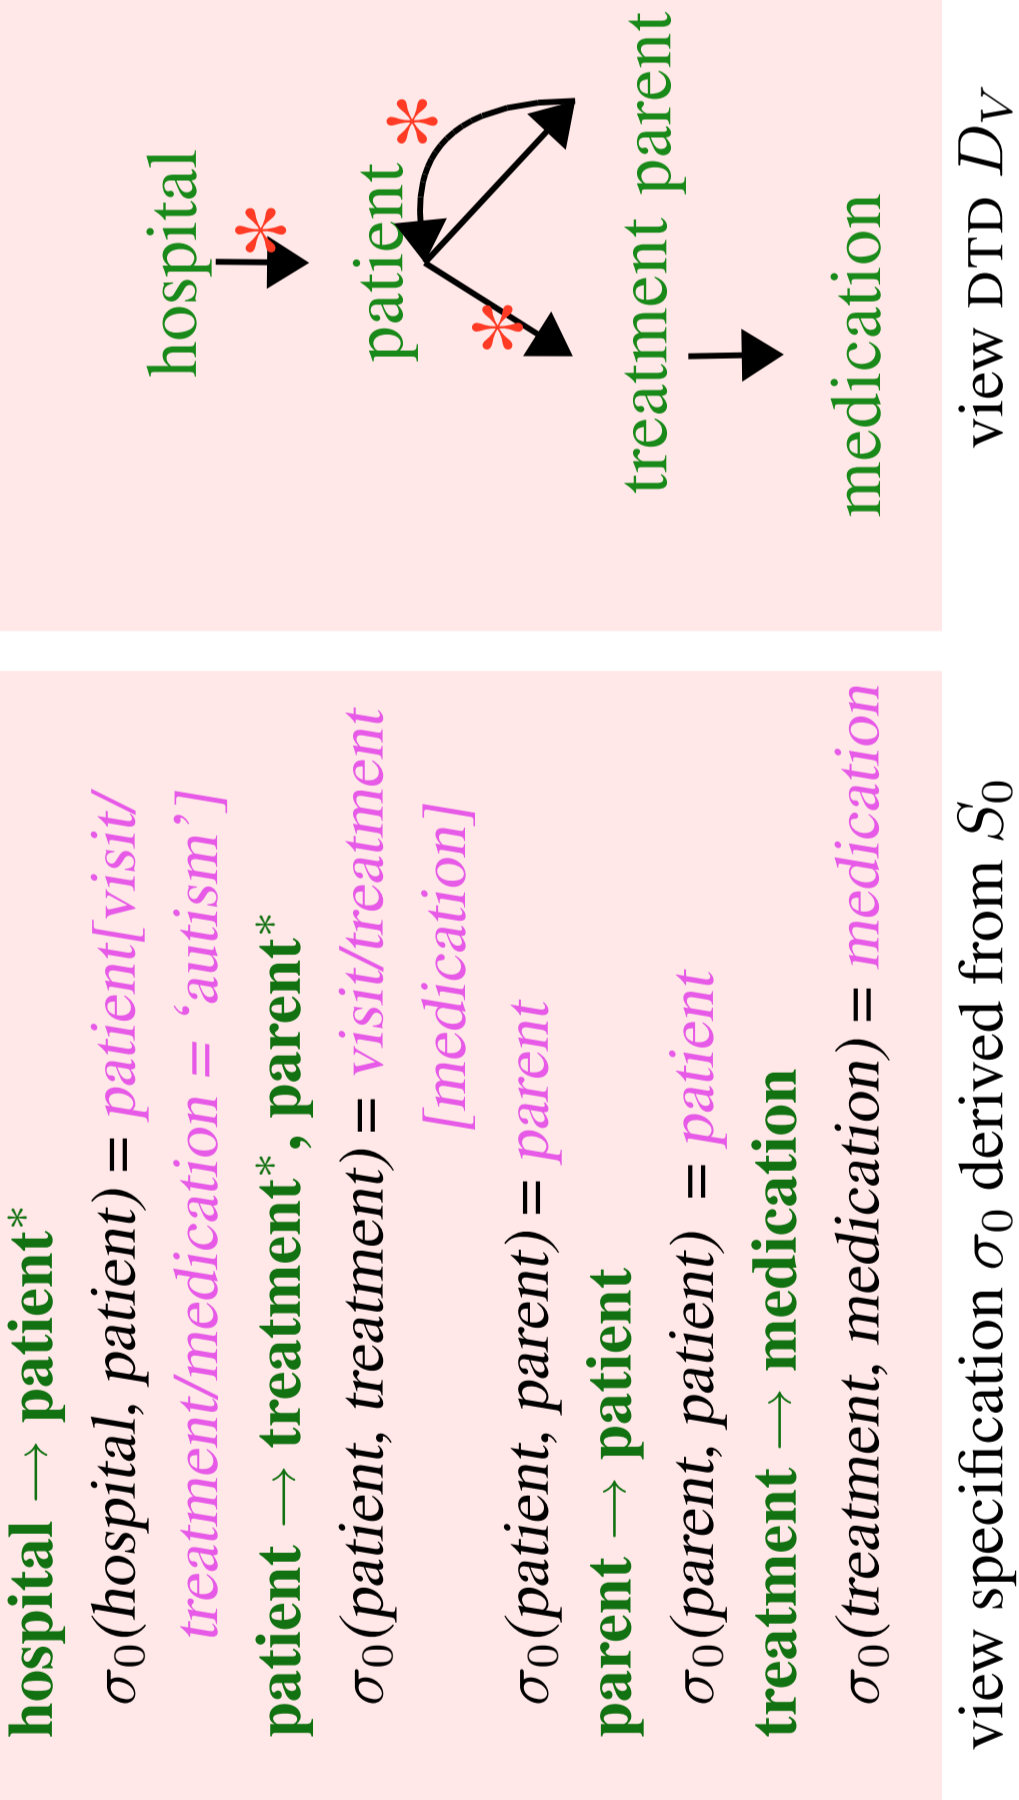 hospital → patient*
σ₀(hospital, patient) = patient[visit/
treatment/medication = ‘autism’]
patient → treatment*, parent*
σ₀(patient, treatment) = visit/treatment
[medication]
σ₀(patient, parent) = parent
parent → patient
σ₀(parent, patient) = patient
treatment → medication
σ₀(treatment, medication) = medication
view specification σ₀ derived from S₀
hospital
*
patient
*
*
treatment parent
medication
view DTD D_V